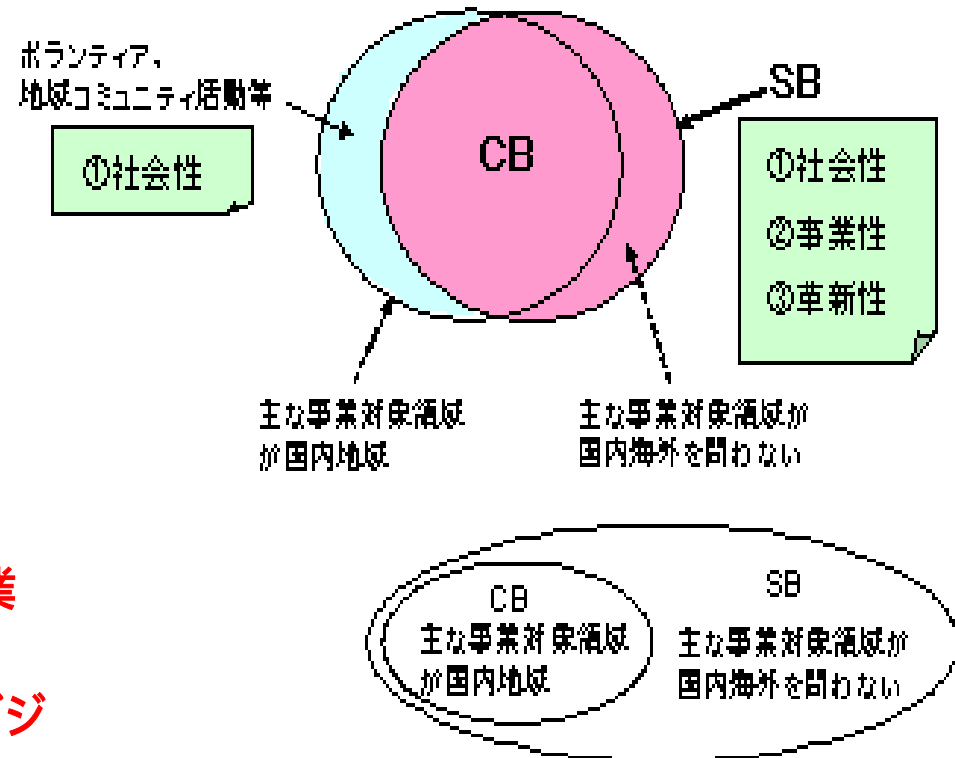 ボランティア、
地域コミュニティ活動等
①社会性
CB
SB
①社会性
②事業性
③革新性
主な事業対象領域
が国内地域
主な事業対象領域が
国内海外を問わない
業
ジ
CB
主な事業対象領域
が国内地域
SB
主な事業対象領域が
国内海外を問わない